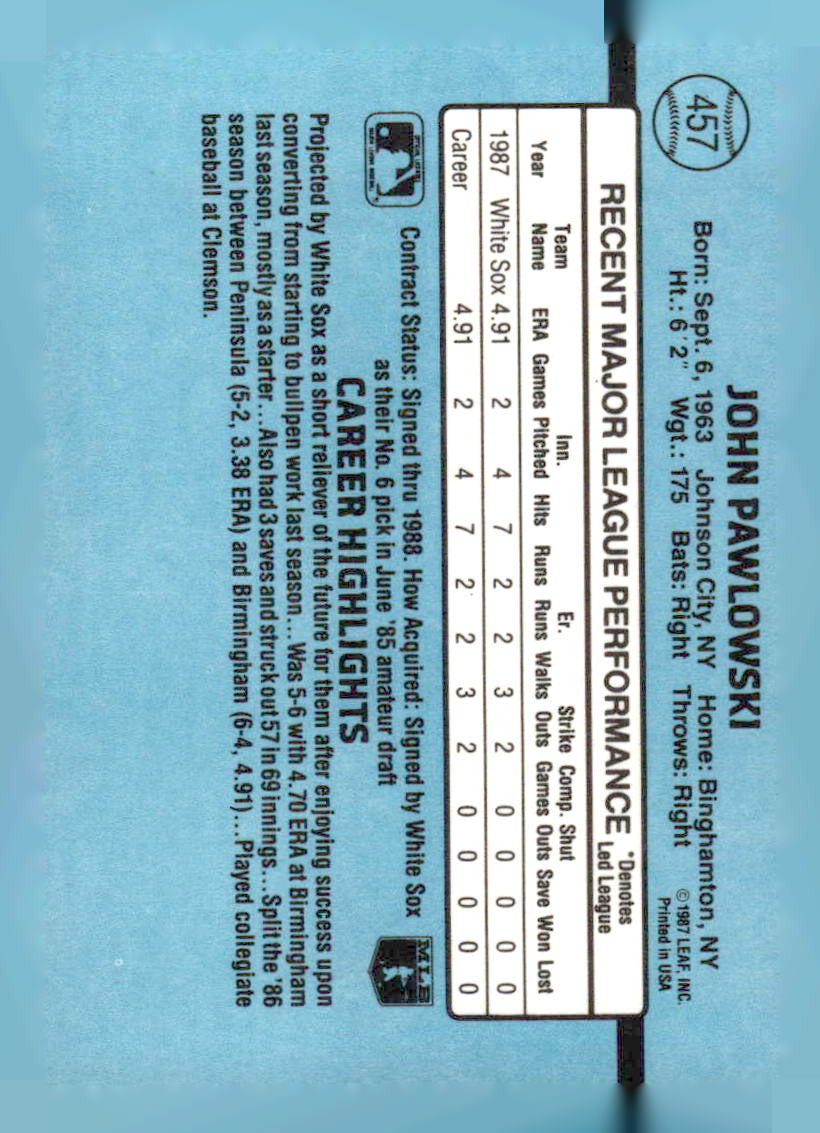 457
JOHN PAWLOWSKI
Born: Sept. 6, 1963 Johnson City, NY Home: Binghamton, NY
Ht.: 6'2" Wgt.: 175 Bats: Right Throws: Right
©1987 LEAF, INC.
Printed in USA
RECENT MAJOR LEAGUE PERFORMANCE *Denotes Led League
Year Team Name ERA Games Inn. Pitched Hits Runs Er. Runs Walks Strike Outs Comp. Games Shut Outs Save Won Lost
1987 White Sox 4.91 2 4 7 2 2 3 2 0 0 0 0 0
Career 4.91 2 4 7 2 2 3 2 0 0 0 0 0
Contract Status: Signed thru 1988. How Acquired: Signed by White Sox
as their No. 6 pick in June '85 amateur draft
MLB
CAREER HIGHLIGHTS
Projected by White Sox as a short reliever of the future for them after enjoying success upon
converting from starting to bullpen work last season... Was 5-6 with 4.70 ERA at Birmingham
last season, mostly as a starter... Also had 3 saves and struck out 57 in 69 innings... Split the '86
season between Peninsula (5-2, 3.38 ERA) and Birmingham (6-4, 4.91)... Played collegiate
baseball at Clemson.